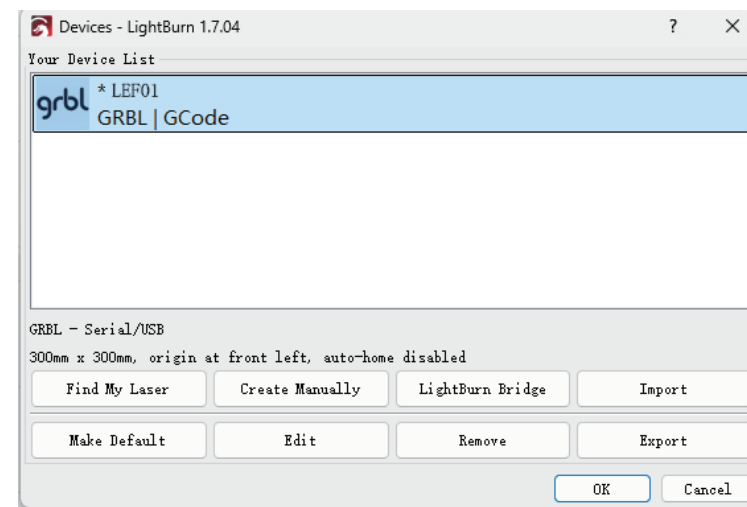 Devices - LightBurn 1.7.04
?
Your Device List
grbl
* LEF01
GRBL | GCode
GRBL - Serial/USB
300mm x 300mm, origin at front left, auto-home disabled
Find My Laser Create Manually LightBurn Bridge Import
Make Default Edit Remove Export
OK Cancel